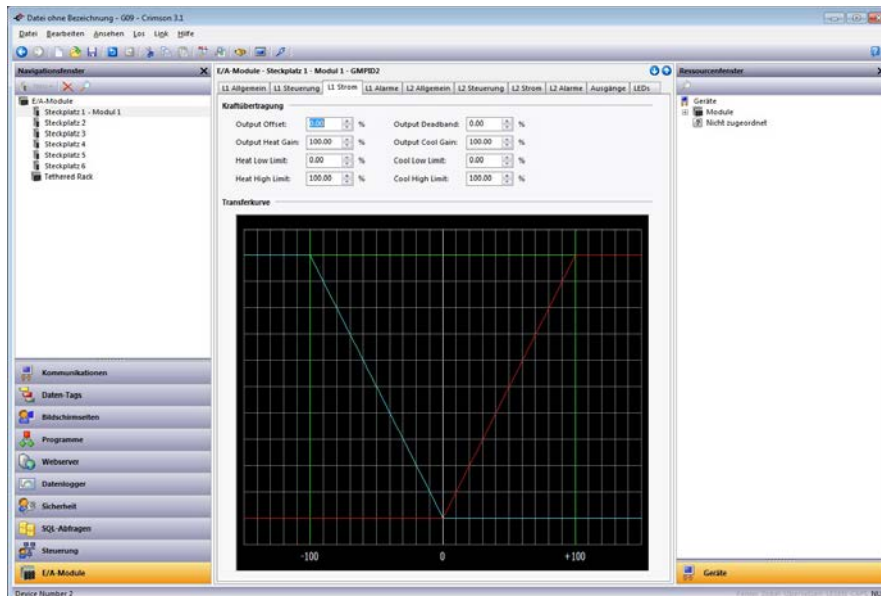 Datei ohne Bezeichnung - G09 - Crimson 3.1
Datei Bearbeiten Ansehen Los Link Hilfe
Navigationsfenster
E/A-Module
Steckplatz 1 - Modul 1
Steckplatz 2
Steckplatz 3
Steckplatz 4
Steckplatz 5
Steckplatz 6
Tethered Rack
Kommunikationen
Daten-Tags
Bildschirmseiten
Programme
Webserver
Datenlogger
Sicherheit
SQL-Abfragen
Steuerung
E/A-Module
Device Number 2
E/A-Module - Steckplatz 1 - Modul 1 - GMPID2
L1 Allgemein L1 Steuerung L1 Strom L1 Alarme L2 Allgemein L2 Steuerung L2 Strom L2 Alarme Ausgänge LEDs
Kraftübertragung
Output Offset: 0.00 % Output Deadband: 0.00 %
Output Heat Gain: 100.00 % Output Cool Gain: 100.00 %
Heat Low Limit: 0.00 % Cool Low Limit: 0.00 %
Heat High Limit: 100.00 % Cool High Limit: 100.00 %
Transferkurve
-100 0 +100
Ressourcenfenster
Geräte
Module
Nicht zugeordnet
Geräte